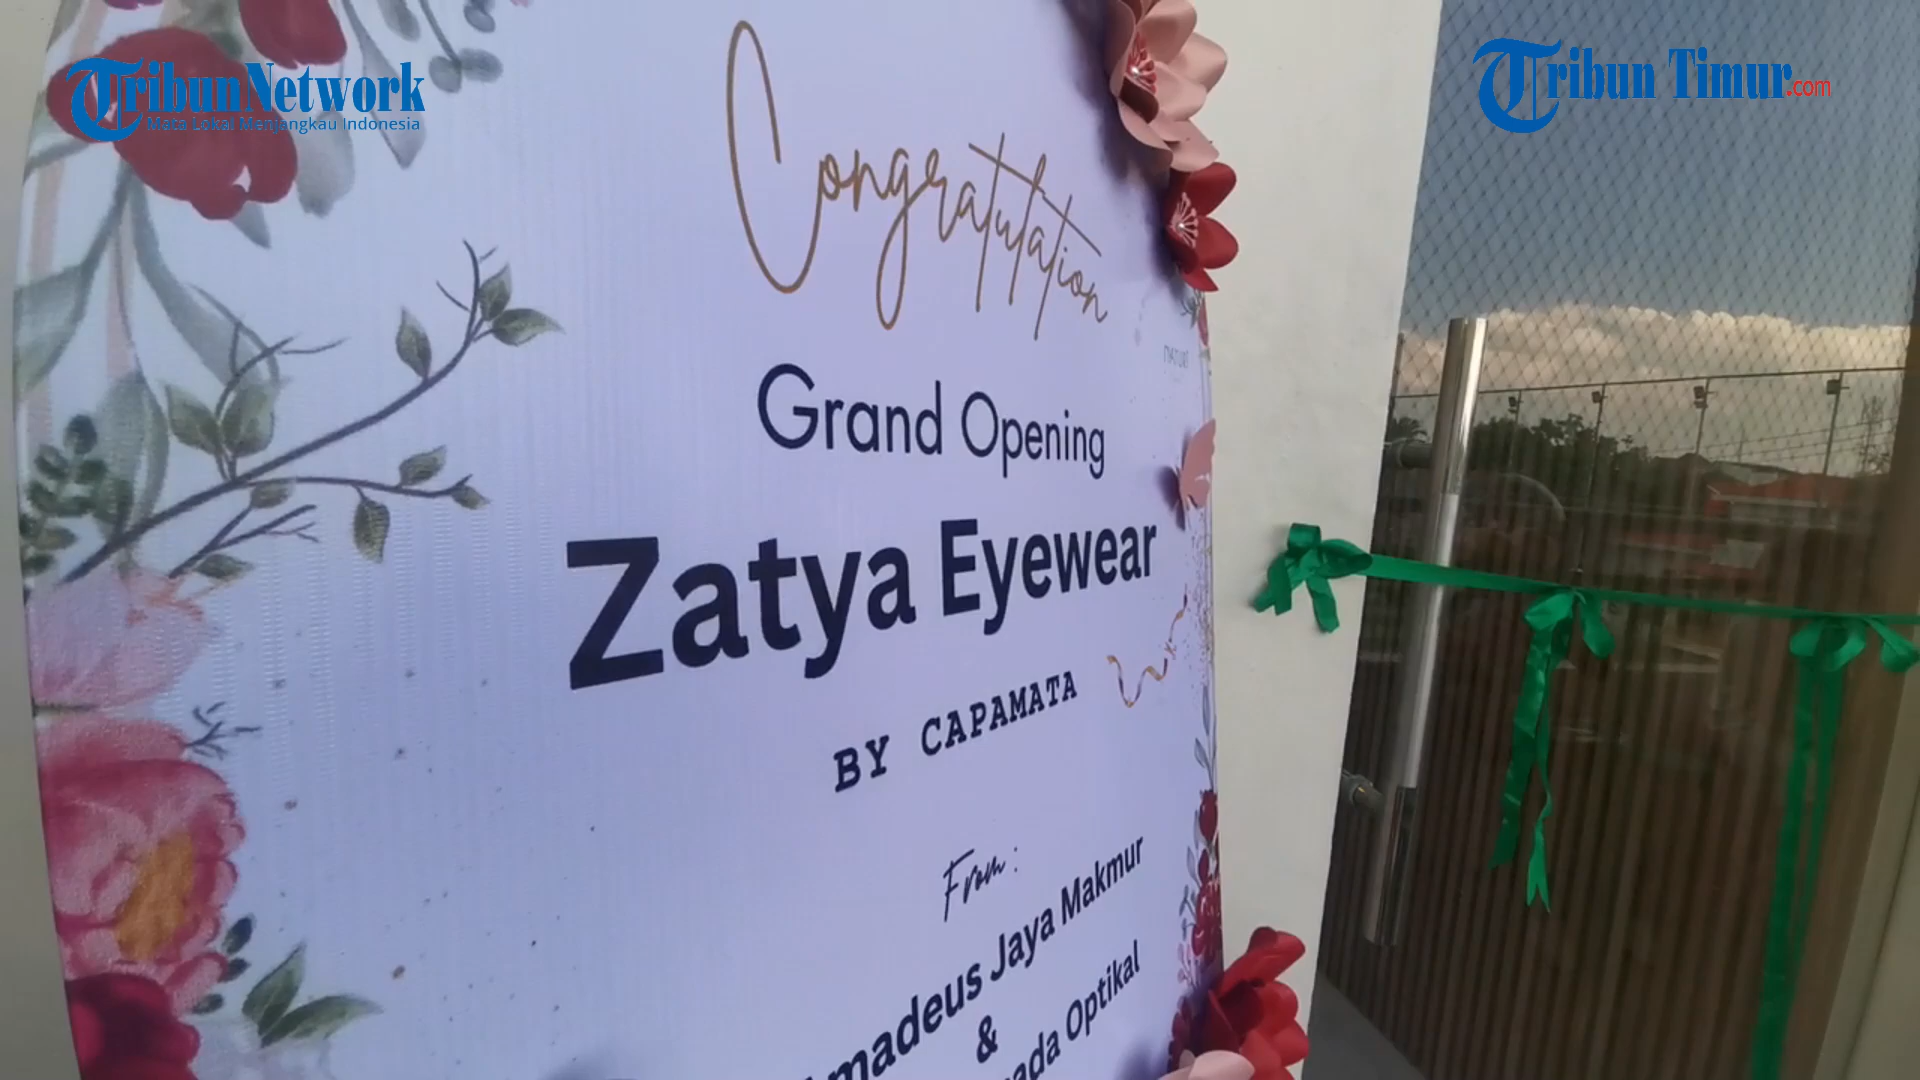 TribunNetwork
Mata Lokal Menjangkau Indonesia
Tribun Timur.com
Congratulation
Grand Opening
Zatya Eyewear
BY CAPAMATA
From:
Jaya Makmur
&
Optikal